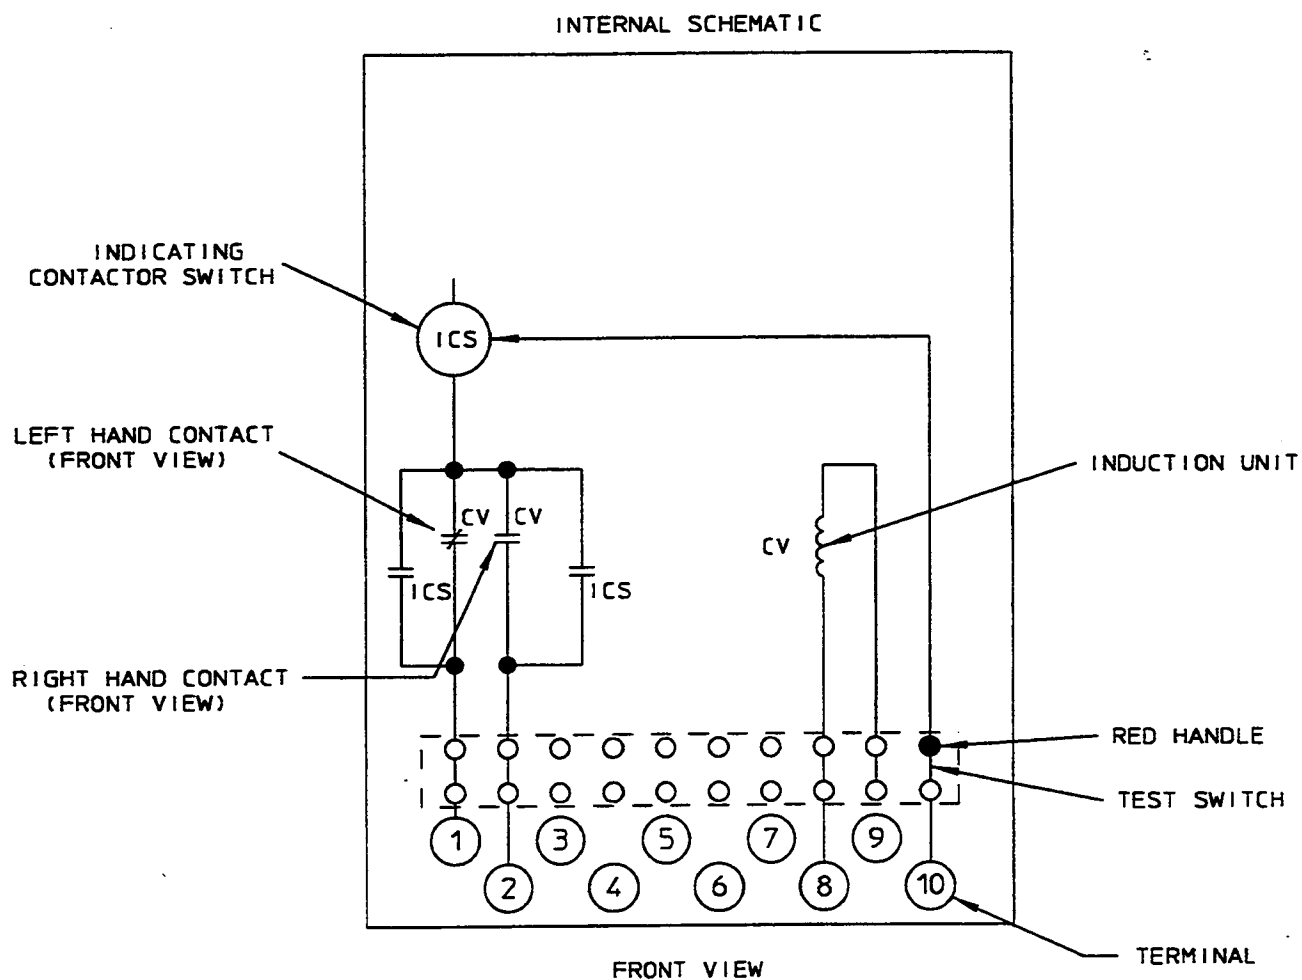 INTERNAL SCHEMATIC
INDICATING
CONTACTOR SWITCH
ICS
LEFT HAND CONTACT
(FRONT VIEW)
CV
CV
INDUCTION UNIT
CV
ICS
ICS
RIGHT HAND CONTACT
(FRONT VIEW)
RED HANDLE
TEST SWITCH
1
3
5
7
9
2
4
6
8
10
TERMINAL
FRONT VIEW